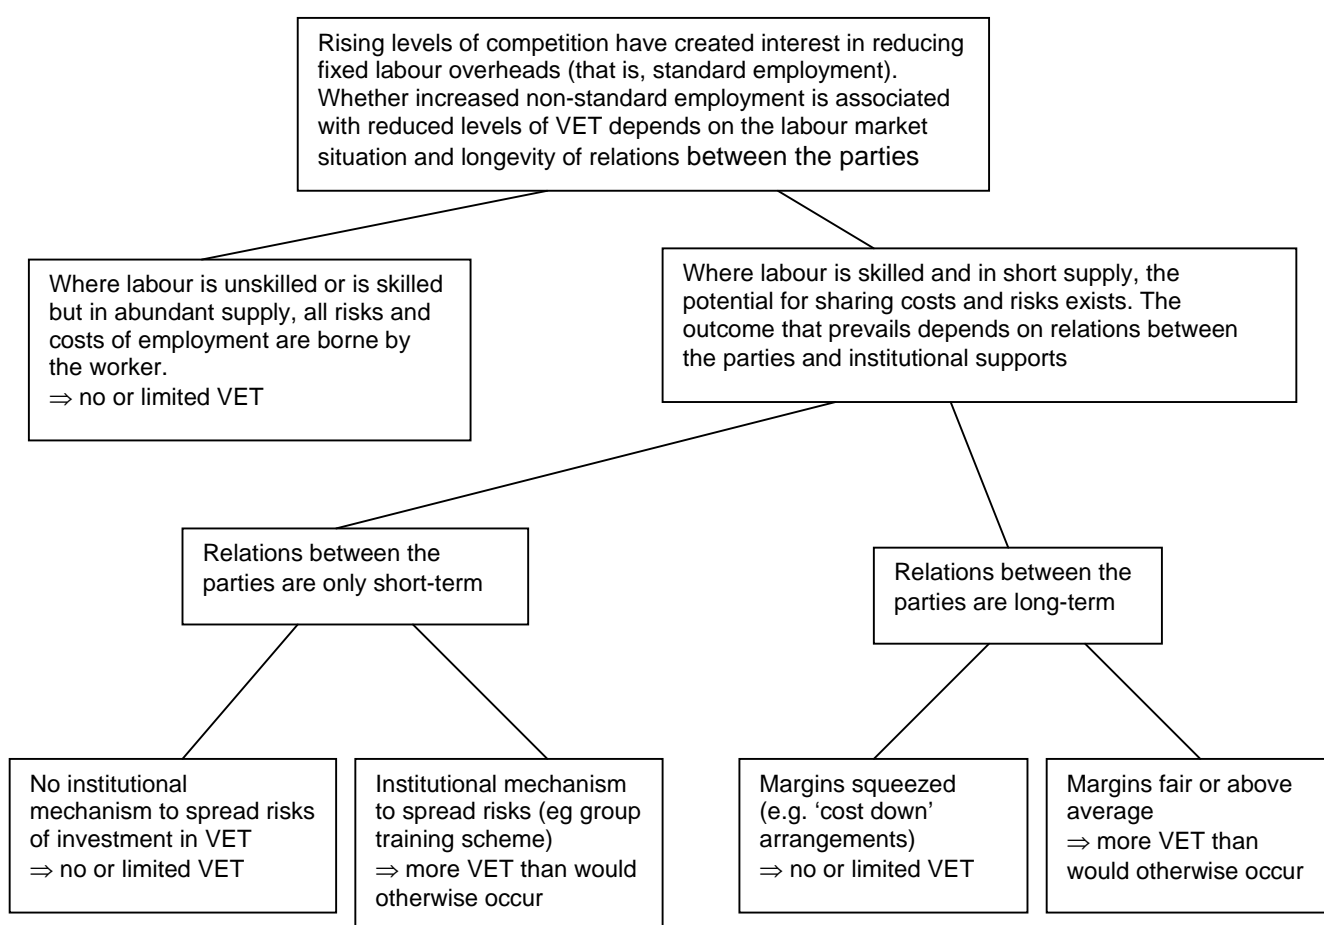 Rising levels of competition have created interest in reducing
fixed labour overheads (that is, standard employment).
Whether increased non-standard employment is associated
with reduced levels of VET depends on the labour market
situation and longevity of relations between the parties
Where labour is unskilled or is skilled
but in abundant supply, all risks and
costs of employment are borne by
the worker.
⇒ no or limited VET
Where labour is skilled and in short supply, the
potential for sharing costs and risks exists. The
outcome that prevails depends on relations between
the parties and institutional supports
Relations between the
parties are only short-term
Relations between the
parties are long-term
No institutional
mechanism to spread risks
of investment in VET
⇒ no or limited VET
Institutional mechanism
to spread risks (eg group
training scheme)
⇒ more VET than would
otherwise occur
Margins squeezed
(e.g. ‘cost down’
arrangements)
⇒ no or limited VET
Margins fair or above
average
⇒ more VET than
would otherwise occur